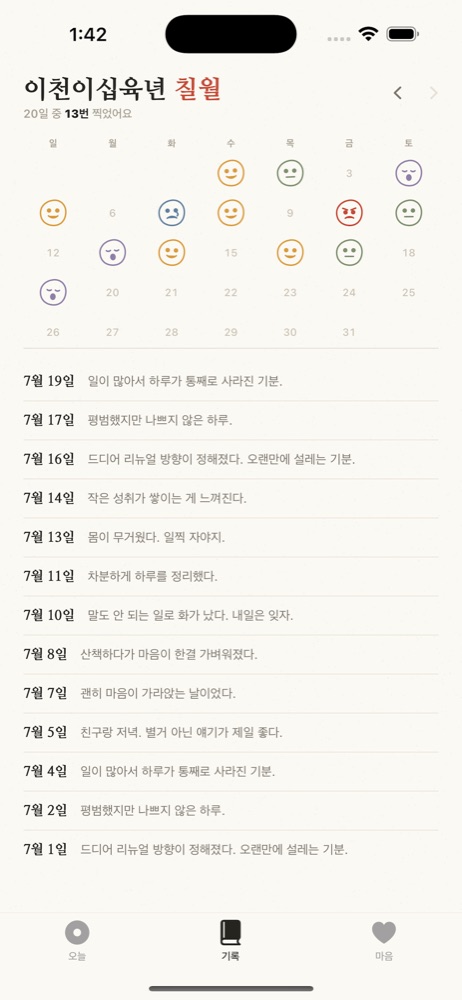 1:42
이천이십육년 칠월
20일 중 13번 찍었어요
일 월 화 수 목 금 토
3
6 9
12 15 18
20 21 22 23 24 25
26 27 28 29 30 31
7월 19일 일이 많아서 하루가 통째로 사라진 기분.
7월 17일 평범했지만 나쁘지 않은 하루.
7월 16일 드디어 리뉴얼 방향이 정해졌다. 오랜만에 설레는 기분.
7월 14일 작은 성취가 쌓이는 게 느껴진다.
7월 13일 몸이 무거웠다. 일찍 자야지.
7월 11일 차분하게 하루를 정리했다.
7월 10일 말도 안 되는 일로 화가 났다. 내일은 잊자.
7월 8일 산책하다가 마음이 한결 가벼워졌다.
7월 7일 괜히 마음이 가라앉는 날이었다.
7월 5일 친구랑 저녁. 별거 아닌 얘기가 제일 좋다.
7월 4일 일이 많아서 하루가 통째로 사라진 기분.
7월 2일 평범했지만 나쁘지 않은 하루.
7월 1일 드디어 리뉴얼 방향이 정해졌다. 오랜만에 설레는 기분.
오늘 기록 마음